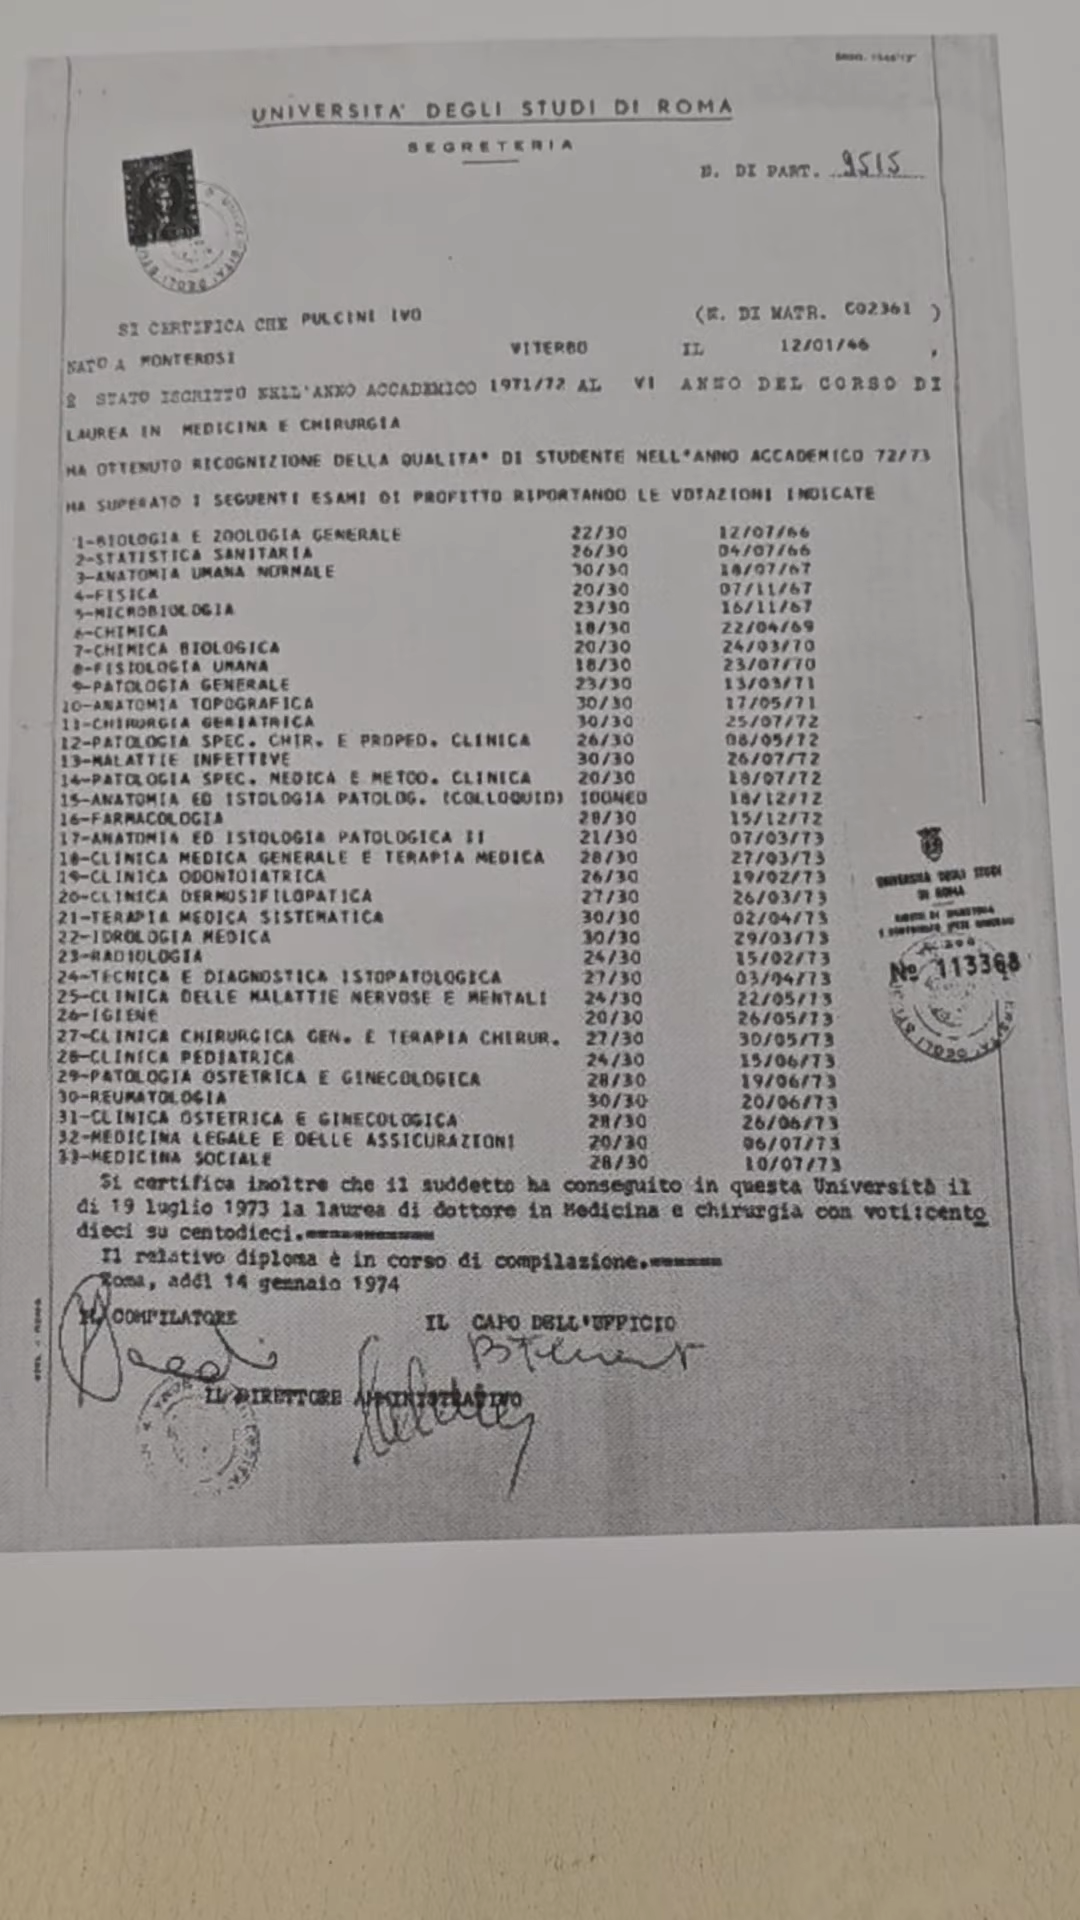 UNIVERSITA' DEGLI STUDI DI ROMA
SEGRETERIA
N. DI PART. 9515
SI CERTIFICA CHE PULCINI IVO (N. DI MATR. C02361 )
NATO A MONTEROSI VITERBO IL 12/01/46 ,
È STATO ISCRITTO NELL'ANNO ACCADEMICO 1971/72 AL VI ANNO DEL CORSO DI
LAUREA IN MEDICINA E CHIRURGIA
HA OTTENUTO RICOGNIZIONE DELLA QUALITA' DI STUDENTE NELL'ANNO ACCADEMICO 72/73
HA SUPERATO I SEGUENTI ESAMI DI PROFITTO RIPORTANDO LE VOTAZIONI INDICATE
1-BIOLOGIA E ZOOLOGIA GENERALE 22/30 12/07/66
2-STATISTICA SANITARIA 26/30 04/07/66
3-ANATOMIA UMANA NORMALE 30/30 18/07/67
4-FISICA 20/30 07/11/67
5-MICROBIOLOGIA 23/30 16/11/67
6-CHIMICA 18/30 22/04/69
7-CHIMICA BIOLOGICA 20/30 24/03/70
8-FISIOLOGIA UMANA 18/30 23/07/70
9-PATOLOGIA GENERALE 23/30 13/03/71
10-ANATOMIA TOPOGRAFICA 30/30 17/05/71
11-CHIRURGIA GERIATRICA 30/30 25/07/72
12-PATOLOGIA SPEC. CHIR. E PROPED. CLINICA 26/30 08/05/72
13-MALATTIE INFETTIVE 30/30 26/07/72
14-PATOLOGIA SPEC. MEDICA E METOD. CLINICA 20/30 18/07/72
15-ANATOMIA ED ISTOLOGIA PATOLOG. (COLLOQUIO) IDONEO 18/12/72
16-FARMACOLOGIA 28/30 15/12/72
17-ANATOMIA ED ISTOLOGIA PATOLOGICA II 21/30 07/03/73
18-CLINICA MEDICA GENERALE E TERAPIA MEDICA 28/30 27/03/73
19-CLINICA ODONTOIATRICA 26/30 19/02/73
20-CLINICA DERMOSIFILOPATICA 27/30 26/03/73
21-TERAPIA MEDICA SISTEMATICA 30/30 02/04/73
22-IDROLOGIA MEDICA 30/30 29/03/73
23-RADIOLOGIA 24/30 15/02/73
24-TECNICA E DIAGNOSTICA ISTOPATOLOGICA 27/30 03/04/73
25-CLINICA DELLE MALATTIE NERVOSE E MENTALI 24/30 22/05/73
26-IGIENE 20/30 26/05/73
27-CLINICA CHIRURGICA GEN. E TERAPIA CHIRUR. 27/30 30/05/73
28-CLINICA PEDIATRICA 24/30 15/06/73
29-PATOLOGIA OSTETRICA E GINECOLOGICA 28/30 19/06/73
30-REUMATOLOGIA 30/30 20/06/73
31-CLINICA OSTETRICA E GINECOLOGICA 28/30 26/06/73
32-MEDICINA LEGALE E DELLE ASSICURAZIONI 20/30 06/07/73
33-MEDICINA SOCIALE 28/30 10/07/73
UNIVERSITÀ DEGLI STUDI
DI ROMA
No 113368
Si certifica inoltre che il suddetto ha conseguito in questa Università il
di 19 luglio 1973 la laurea di dottore in Medicina e chirurgia con voti:cento
dieci su centodieci.
Il relativo diploma è in corso di compilazione.
Roma, addì 14 gennaio 1974
IL COMPILATORE IL CAPO DELL'UFFICIO
IL DIRETTORE AMMINISTRATIVO